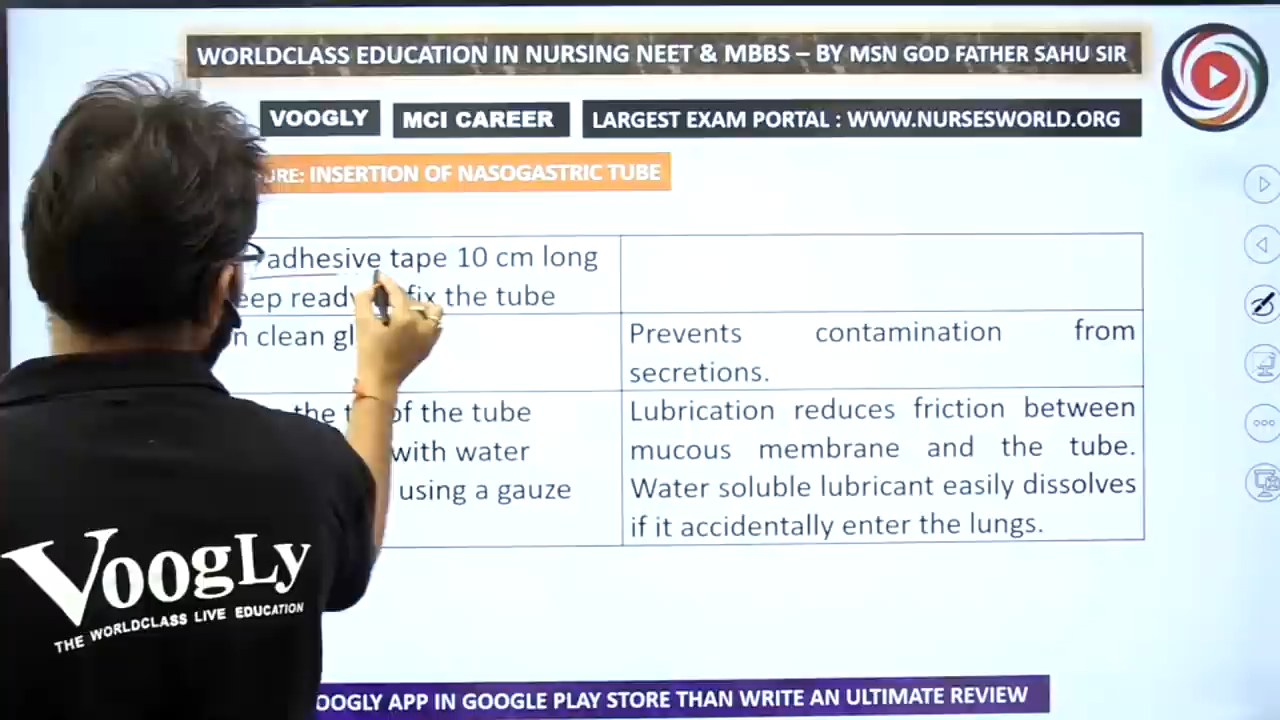 WORLDCLASS EDUCATION IN NURSING NEET & MBBS – BY MSN GOD FATHER SAHU SIR
VOOGLY
MCI CAREER
LARGEST EXAM PORTAL : WWW.NURSESWORLD.ORG
INSERTION OF NASOGASTRIC TUBE
adhesive tape 10 cm long
ready fix the tube
clean
Prevents contamination from
secretions.
the of the tube
with water
using a gauze
Lubrication reduces friction between
mucous membrane and the tube.
Water soluble lubricant easily dissolves
if it accidentally enter the lungs.
VOOGLY
THE WORLDCLASS LIVE EDUCATION
APP IN GOOGLE PLAY STORE THAN WRITE AN ULTIMATE REVIEW